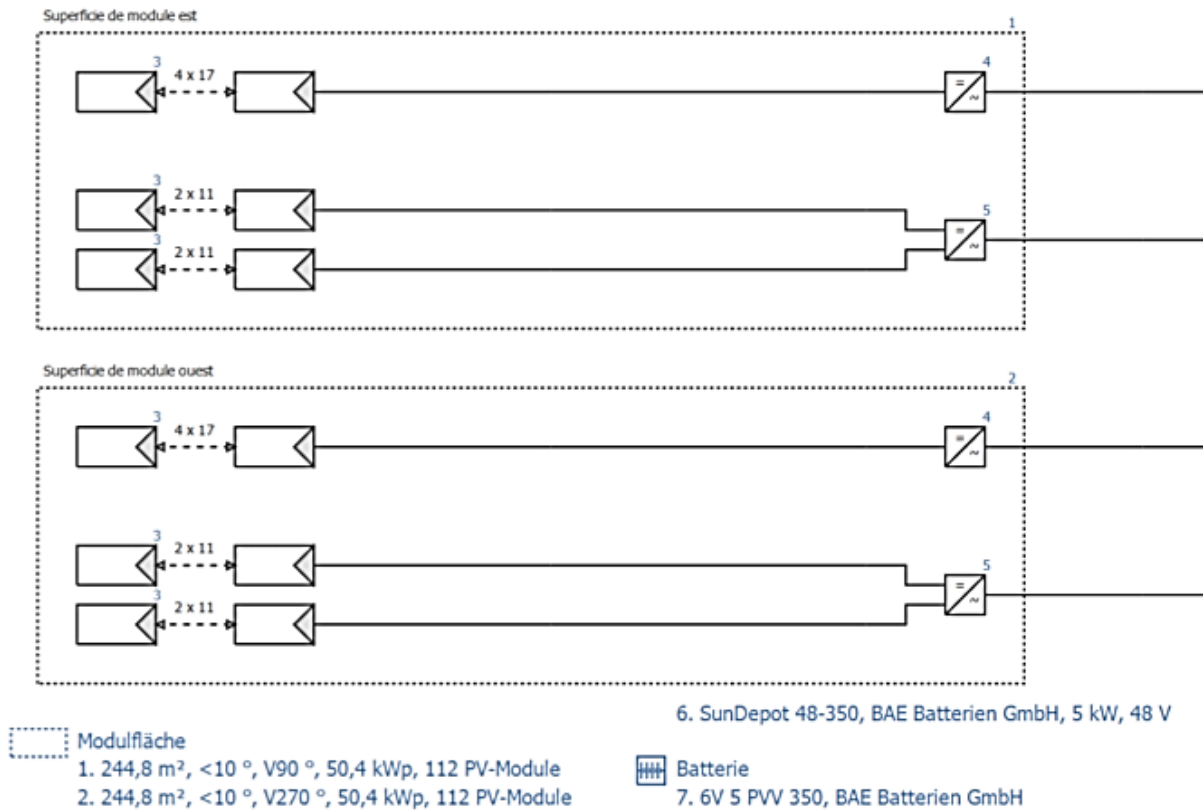 Superficie de module est
1
3
4 x 17
4
=
~
3
2 x 11
3
2 x 11
5
=
~
Superficie de module ouest
2
3
4 x 17
4
=
~
3
2 x 11
3
2 x 11
5
=
~
Modulfläche
1. 244,8 m², <10 º, V90 º, 50,4 kWp, 112 PV-Module
2. 244,8 m², <10 º, V270 º, 50,4 kWp, 112 PV-Module
6. SunDepot 48-350, BAE Batterien GmbH, 5 kW, 48 V
Batterie
7. 6V 5 PVV 350, BAE Batterien GmbH